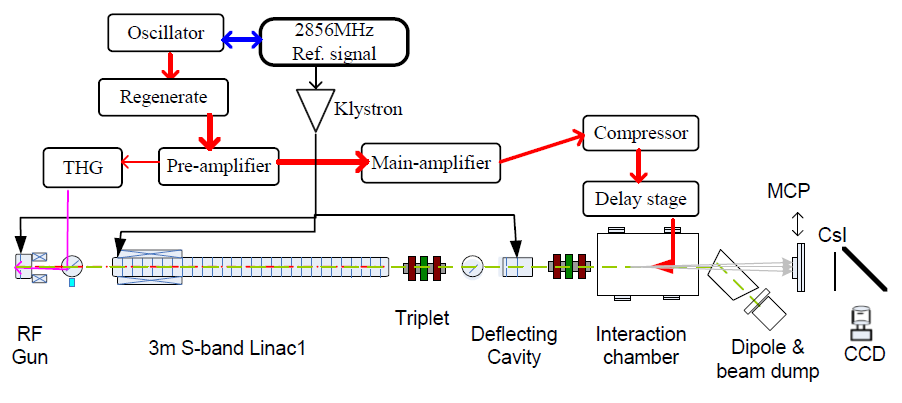 Oscillator
2856MHz
Ref. signal
Regenerate
Klystron
Compressor
THG
Pre-amplifier
Main-amplifier
Delay stage
MCP
CsI
RF
Gun
3m S-band Linac1
Triplet
Deflecting
Cavity
Interaction
chamber
Dipole &
beam dump
CCD